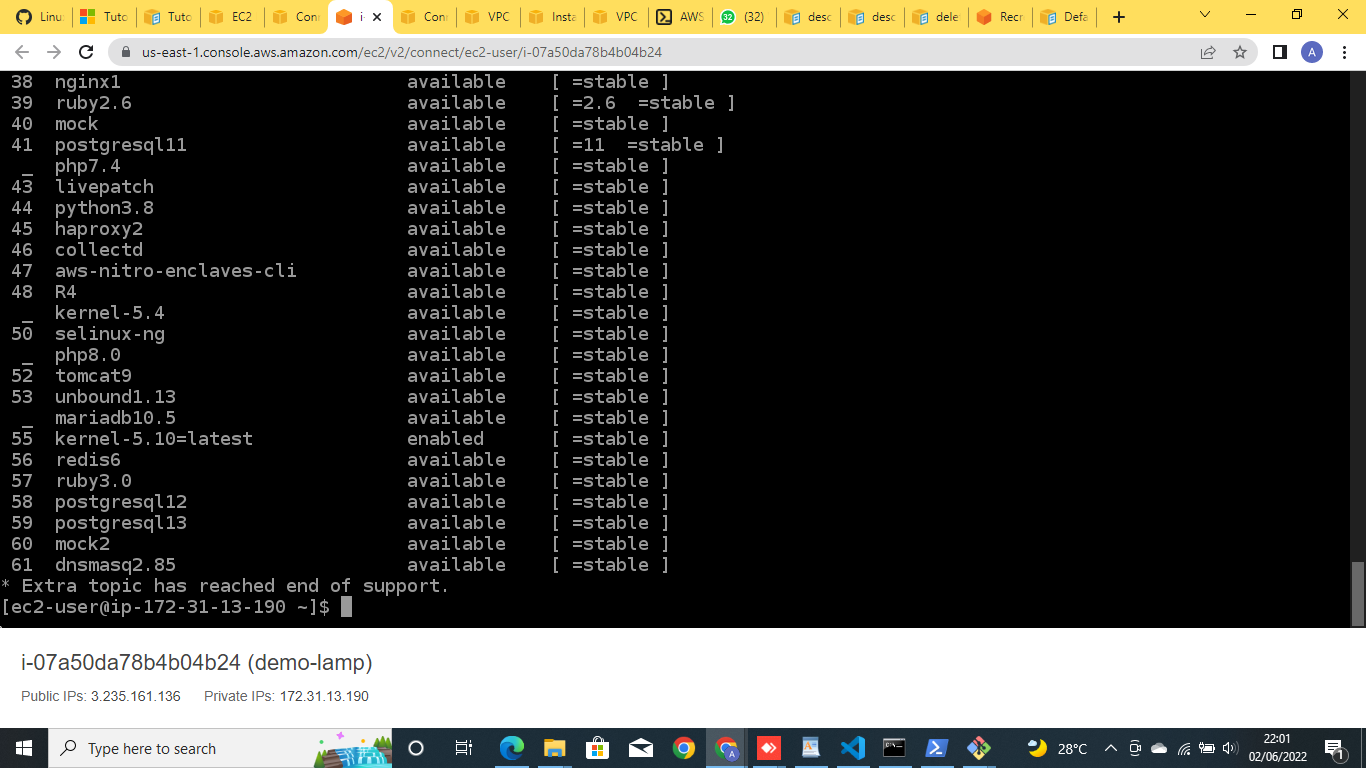 Linu
Tuto
Tuto
EC2
Con
i-
Con
VPC
Insta
VPC
AWS
32
(32)
desc
desc
dele
Recr
Defa
us-east-1.console.aws.amazon.com/ec2/v2/connect/ec2-user/i-07a50da78b4b04b24
A
38 nginx1 available [ =stable ]
39 ruby2.6 available [ =2.6 =stable ]
40 mock available [ =stable ]
41 postgresql11 available [ =11 =stable ]
_ php7.4 available [ =stable ]
43 livepatch available [ =stable ]
44 python3.8 available [ =stable ]
45 haproxy2 available [ =stable ]
46 collectd available [ =stable ]
47 aws-nitro-enclaves-cli available [ =stable ]
48 R4 available [ =stable ]
_ kernel-5.4 available [ =stable ]
50 selinux-ng available [ =stable ]
_ php8.0 available [ =stable ]
52 tomcat9 available [ =stable ]
53 unbound1.13 available [ =stable ]
_ mariadb10.5 available [ =stable ]
55 kernel-5.10=latest enabled [ =stable ]
56 redis6 available [ =stable ]
57 ruby3.0 available [ =stable ]
58 postgresql12 available [ =stable ]
59 postgresql13 available [ =stable ]
60 mock2 available [ =stable ]
61 dnsmasq2.85 available [ =stable ]
* Extra topic has reached end of support.
[ec2-user@ip-172-31-13-190 ~]$
i-07a50da78b4b04b24 (demo-lamp)
Public IPs: 3.235.161.136 Private IPs: 172.31.13.190
Type here to search
28°C
22:01
02/06/2022
1